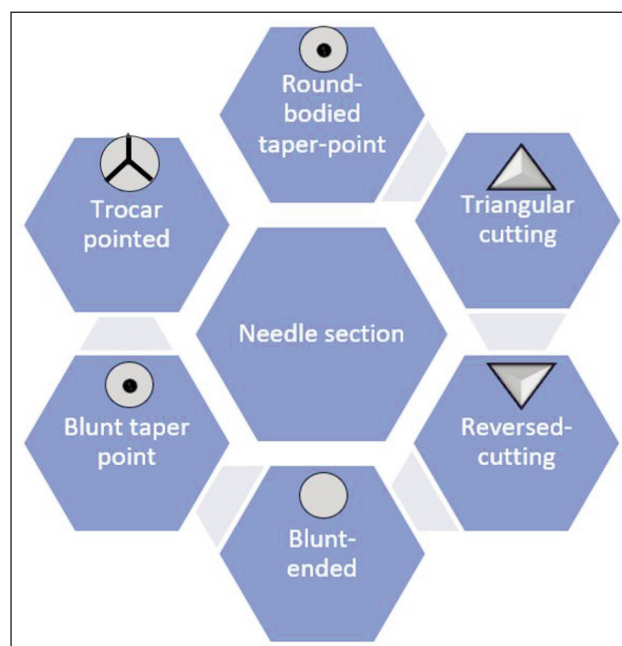 Round-
bodied
taper-point
Triangular
cutting
Reversed-
cutting
Blunt-
ended
Blunt taper
point
Trocar
pointed
Needle section